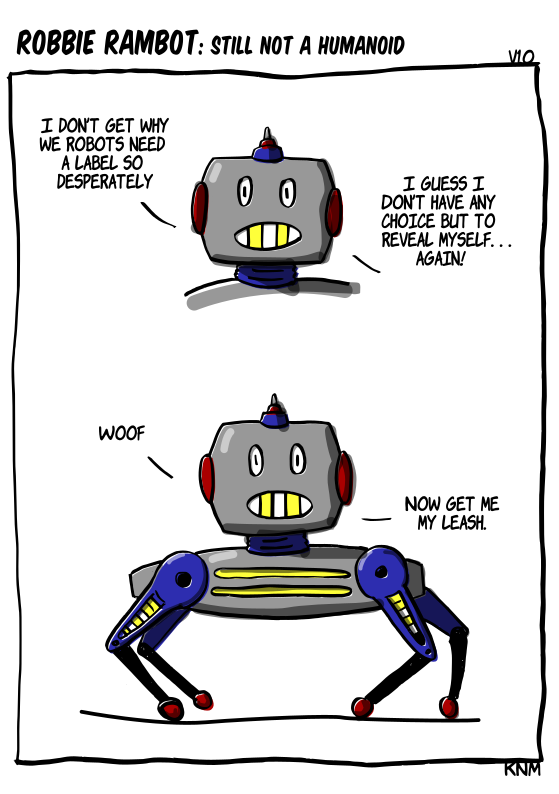 ROBBIE RAMBOT: STILL NOT A HUMANOID
V10
I DON'T GET WHY
WE ROBOTS NEED
A LABEL SO
DESPERATELY
I GUESS I
DON'T HAVE ANY
CHOICE BUT TO
REVEAL MYSELF...
AGAIN!
WOOF
NOW GET ME
MY LEASH.
KNM